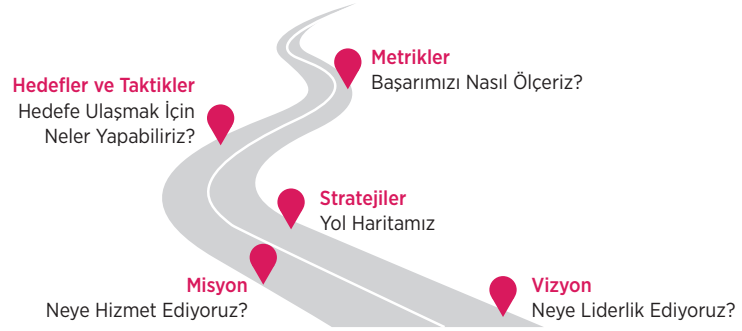 Metrikler
Başarımızı Nasıl Ölçeriz?
Hedefler ve Taktikler
Hedefe Ulaşmak İçin
Neler Yapabiliriz?
Stratejiler
Yol Haritamız
Misyon
Neye Hizmet Ediyoruz?
Vizyon
Neye Liderlik Ediyoruz?